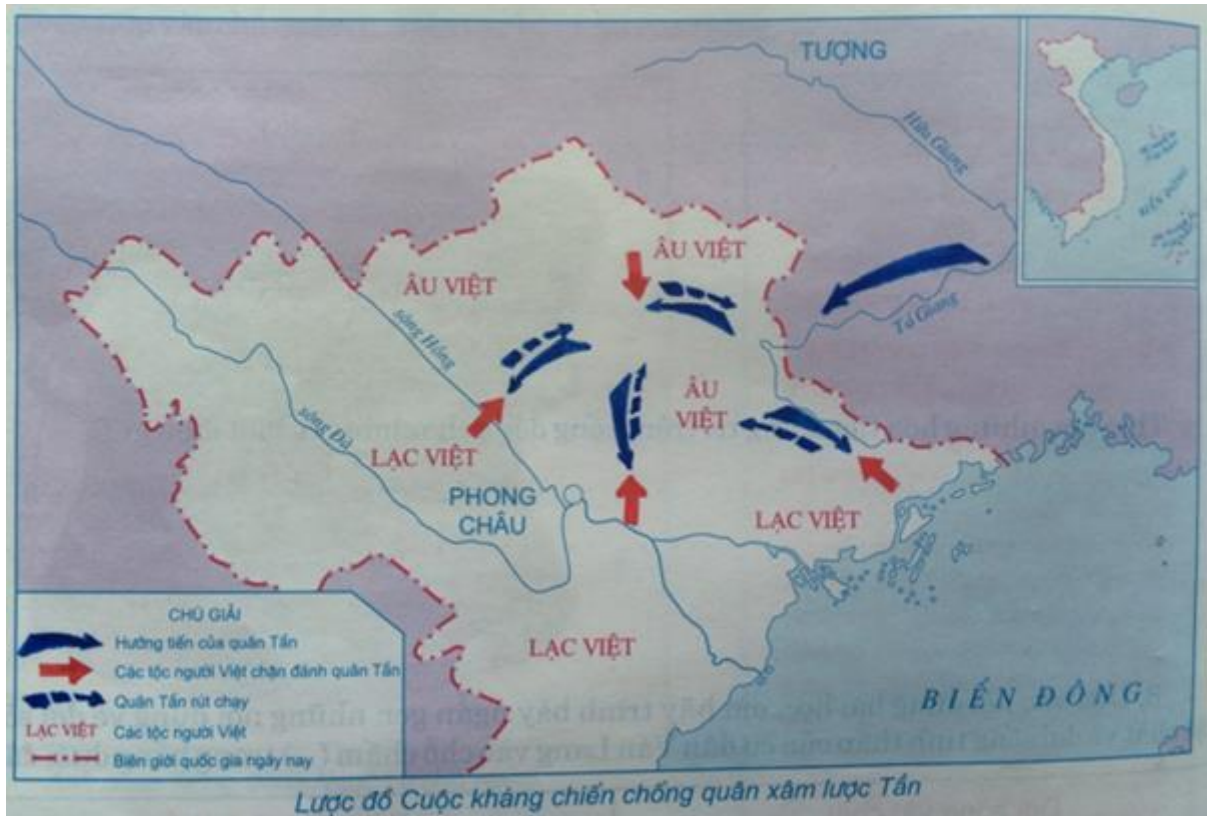 TƯỢNG
Hữu Giang
BIỂN ĐÔNG
ÂU VIỆT
ÂU VIỆT
Tả Giang
sông Hồng
sông Đà
ÂU
VIỆT
LẠC VIỆT
PHONG
CHÂU
LẠC VIỆT
LẠC VIỆT
BIỂN ĐÔNG
CHÚ GIẢI
Hướng tiến của quân Tần
Các tộc người Việt chặn đánh quân Tần
Quân Tần rút chạy
LẠC VIỆT Các tộc người Việt
Biên giới quốc gia ngày nay
Lược đồ Cuộc kháng chiến chống quân xâm lược Tần